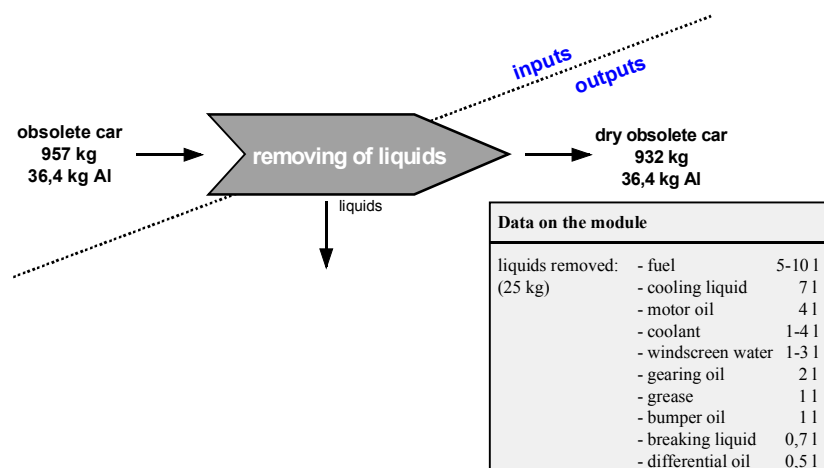 inputs
outputs
obsolete car
957 kg
36,4 kg Al
removing of liquids
dry obsolete car
932 kg
36,4 kg Al
liquids
Data on the module
liquids removed: - fuel 5-10 l
(25 kg) - cooling liquid 7 l
- motor oil 4 l
- coolant 1-4 l
- windscreen water 1-3 l
- gearing oil 2 l
- grease 1 l
- bumper oil 1 l
- breaking liquid 0,7 l
- differential oil 0,5 l